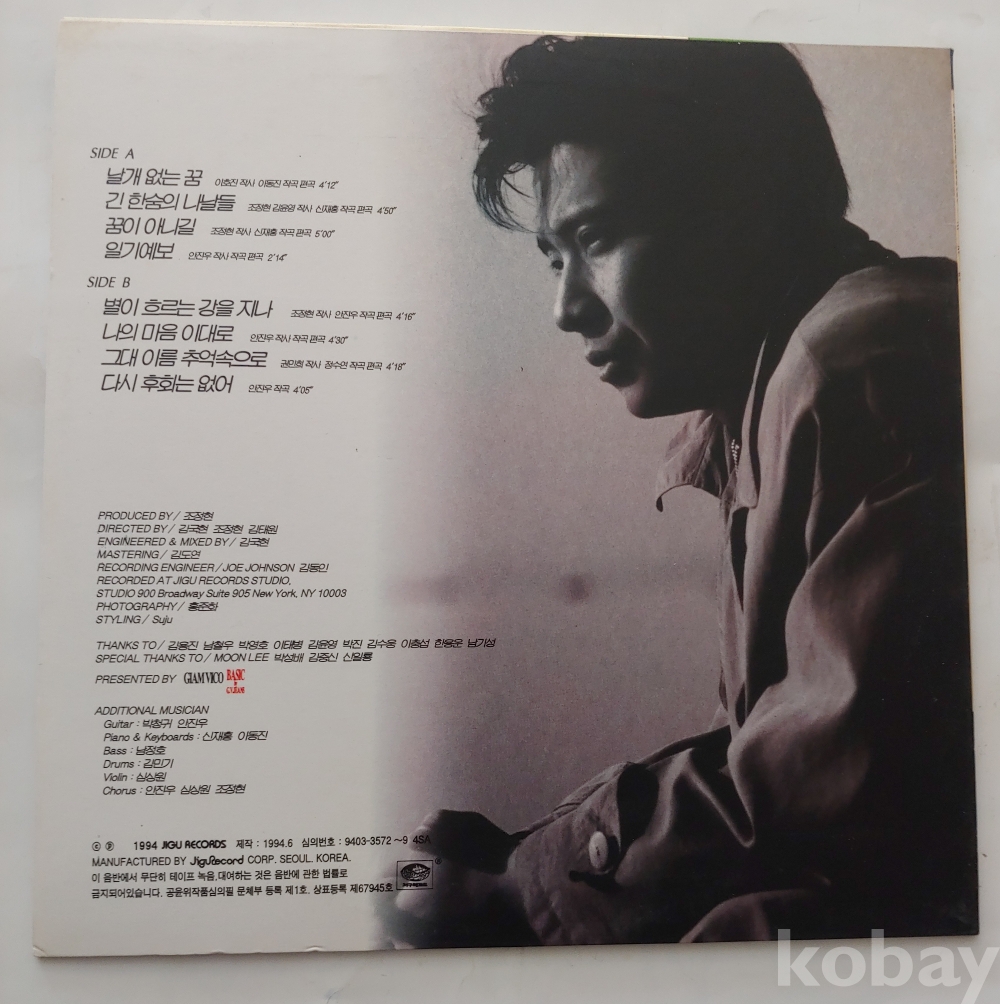 SIDE A
날개 없는 꿈 이호진 작사 이동진 작곡 편곡 4'12"
긴 한숨의 나날들 조정현 김윤영 작사 신재홍 작곡 편곡 4'50"
꿈이 아니길 조정현 작사 신재홍 작곡 편곡 5'00"
일기예보 안진우 작사 작곡 편곡 2'14"
SIDE B
별이 흐르는 강을 지나 조정현 작사 안진우 작곡 편곡 4'16"
나의 마음 이대로 안진우 작사 작곡 편곡 4'30"
그대 이름 추억속으로 권민희 작사 정수연 작곡 편곡 4'18"
다시 후회는 없어 안진우 작곡 4'05"
PRODUCED BY / 조정현
DIRECTED BY / 김국현 조정현 김태원
ENGINEERED & MIXED BY / 김국현
MASTERING / 김도연
RECORDING ENGINEER / JOE JOHNSON 김동인
RECORDED AT JIGU RECORDS STUDIO,
STUDIO 900 Broadway Suite 905 New York, NY 10003
PHOTOGRAPHY / 홍준화
STYLING / Suju
THANKS TO / 김용진 남철우 박영호 이태병 김윤영 박진 김수웅 이종섭 한용운 남기성
SPECIAL THANKS TO / MOON LEE 박성배 김중신 신일룡
PRESENTED BY GIAMVICO BASIC
ADDITIONAL MUSICIAN
Guitar : 박청귀 안진우
Piano & Keyboards : 신재홍 이동진
Bass : 남정호
Drums : 김민기
Violin : 심상원
Chorus : 안진우 심상원 조정현
ⓒ ⓟ 1994 JIGU RECORDS 제작 : 1994.6 심의번호 : 9403-3572 ~9 4SA
MANUFACTURED BY JiguRecord CORP. SEOUL. KOREA. ®
이 음반에서 무단히 테이프 녹음,대여하는 것은 음반에 관한 법률로
금지되어있습니다. 공윤위작품심의필 문체부 등록 제1호. 상표등록 제67945호
kobay